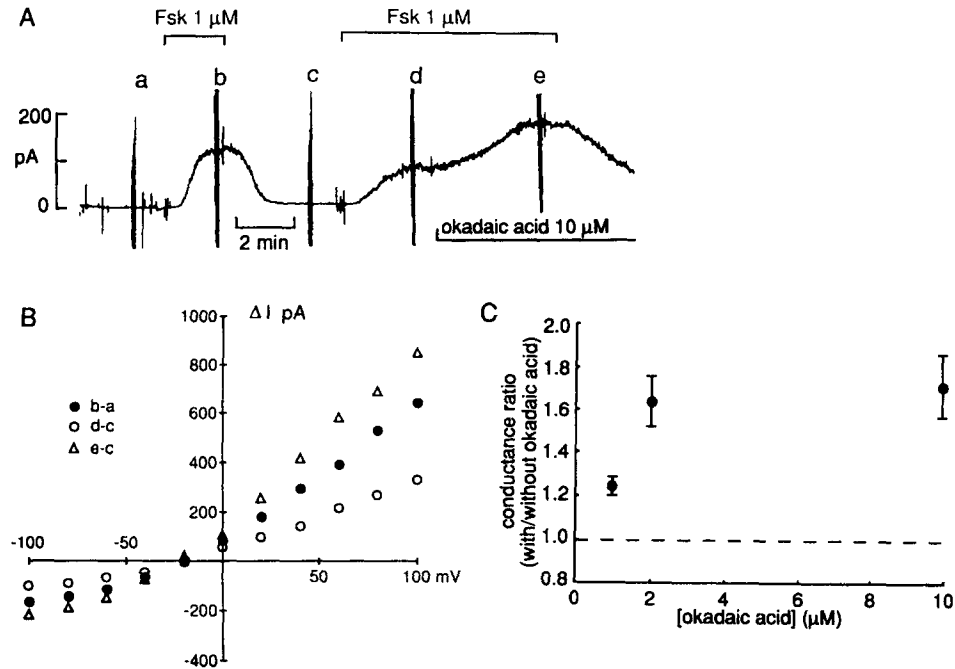 A
Fsk 1 μM
Fsk 1 μM
a
b
c
d
e
200
pA
0
2 min
okadaic acid 10 μM
B
Δ I pA
1000
800
600
400
200
-200
-400
-100
-50
50
100 mV
b-a
d-c
e-c
C
conductance ratio
(with/without okadaic acid)
2.0
1.8
1.6
1.4
1.2
1.0
0.8
0
2
4
6
8
10
[okadaic acid] (μM)